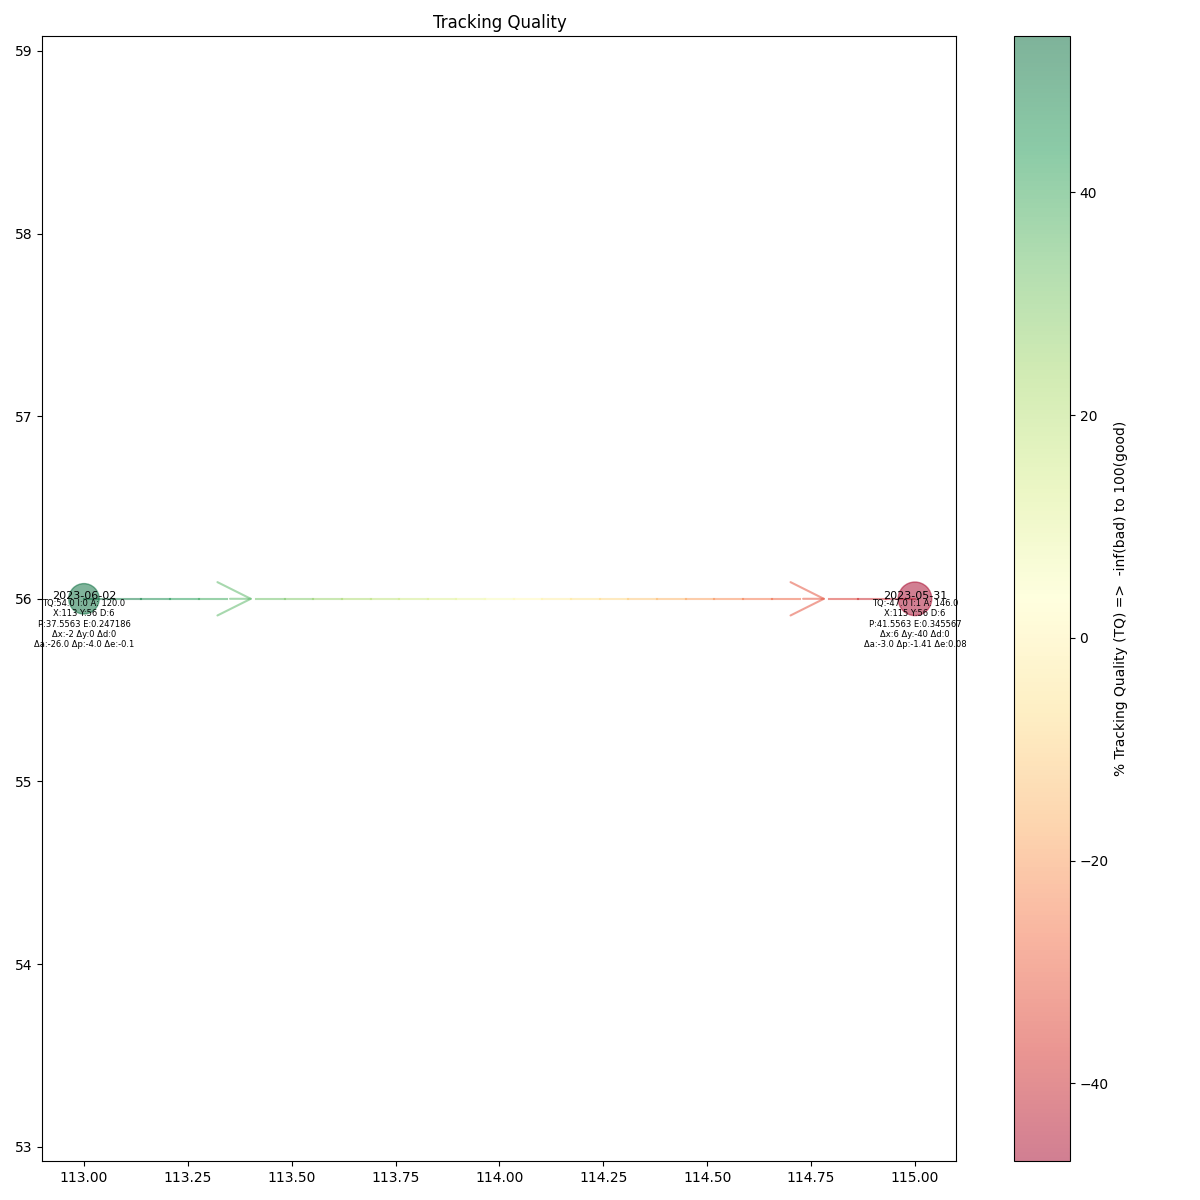 Tracking Quality
59
58
57
56
55
54
53
2023-06-02
TQ:54.0 I:0 A: 120.0
X:113 Y:56 D:6
P:37.5563 E:0.247186
Δx:-2 Δy:0 Δd:0
Δa:-26.0 Δp:-4.0 Δe:-0.1
2023-05-31
TQ:-47.0 I:1 A: 146.0
X:115 Y:56 D:6
P:41.5563 E:0.345567
Δx:6 Δy:-40 Δd:0
Δa:-3.0 Δp:-1.41 Δe:0.08
113.00 113.25 113.50 113.75 114.00 114.25 114.50 114.75 115.00
40
20
0
−20
−40
% Tracking Quality (TQ) => -inf(bad) to 100(good)